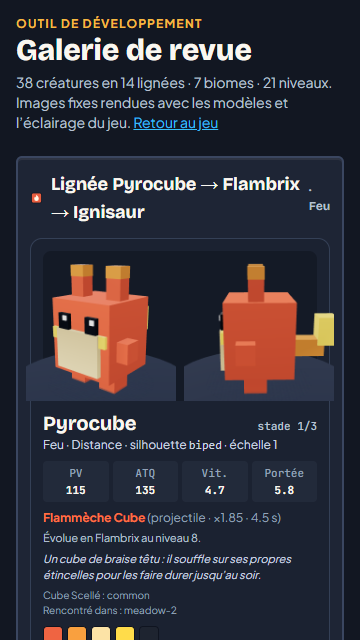 OUTIL DE DÉVELOPPEMENT
Galerie de revue
38 créatures en 14 lignées · 7 biomes · 21 niveaux.
Images fixes rendues avec les modèles et
l'éclairage du jeu. Retour au jeu
Lignée Pyrocube → Flambrix
→ Ignisaur
· Feu
Pyrocube
stade 1/3
Feu · Distance · silhouette biped · échelle 1
PV ATQ Vit. Portée
115 135 4.7 5.8
Flammèche Cube (projectile · ×1.85 · 4.5 s)
Évolue en Flambrix au niveau 8.
Un cube de braise têtu : il souffle sur ses propres
étincelles pour les faire durer jusqu'au soir.
Cube Scellé : common
Rencontré dans : meadow-2